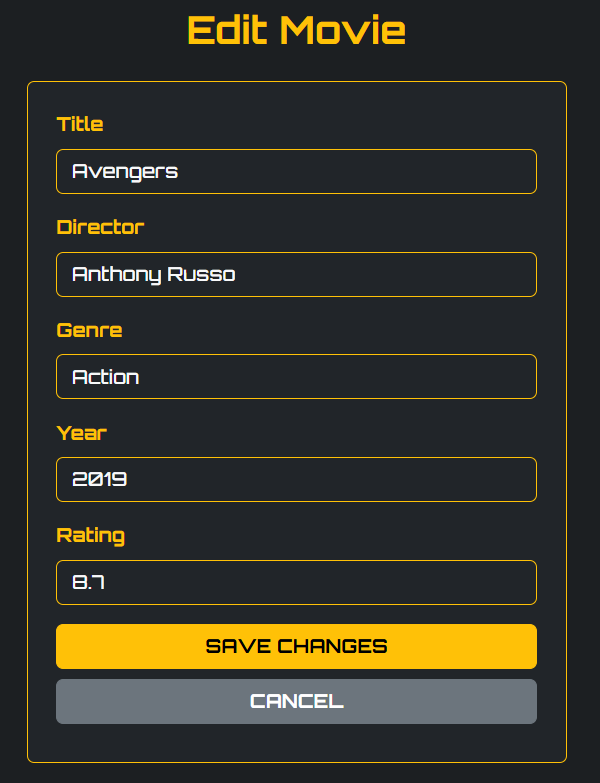 Edit Movie
Title
Avengers
Director
Anthony Russo
Genre
Action
Year
2019
Rating
8.7
SAVE CHANGES
CANCEL